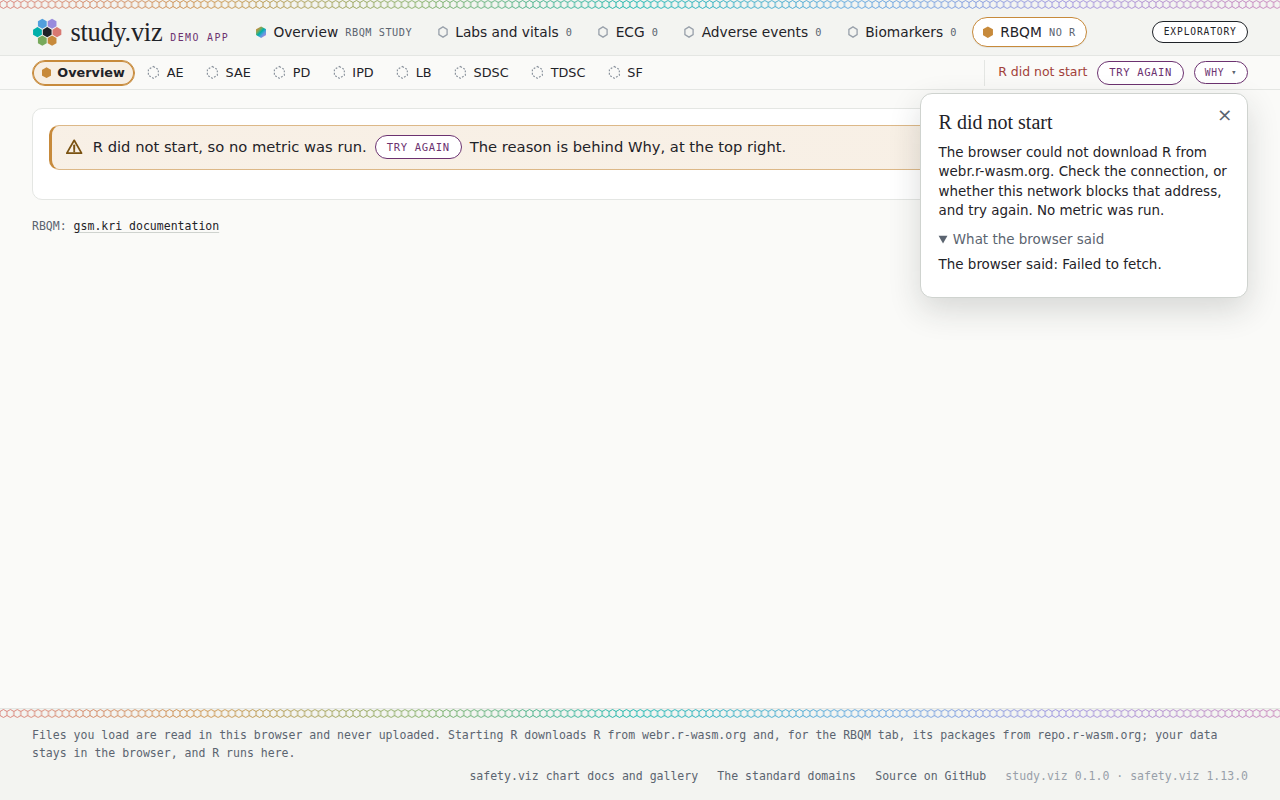 study.viz DEMO APP Overview RBQM STUDY Labs and vitals 0 ECG 0 Adverse events 0 Biomarkers 0 RBQM NO R EXPLORATORY
Overview AE SAE PD IPD LB SDSC TDSC SF R did not start TRY AGAIN WHY ▾
R did not start, so no metric was run. TRY AGAIN The reason is behind Why, at the top right.
RBQM: gsm.kri documentation
R did not start ✕
The browser could not download R from
webr.r-wasm.org. Check the connection, or
whether this network blocks that address,
and try again. No metric was run.
▼ What the browser said
The browser said: Failed to fetch.
Files you load are read in this browser and never uploaded. Starting R downloads R from webr.r-wasm.org and, for the RBQM tab, its packages from repo.r-wasm.org; your data
stays in the browser, and R runs here.
safety.viz chart docs and gallery The standard domains Source on GitHub study.viz 0.1.0 · safety.viz 1.13.0